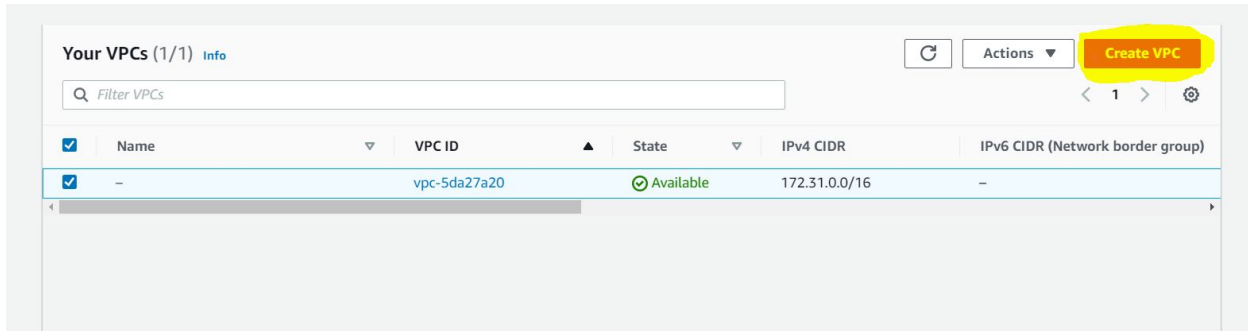 Your VPCs (1/1) Info
Actions
Create VPC
Filter VPCs
1
Name VPC ID State IPv4 CIDR IPv6 CIDR (Network border group)
– vpc-5da27a20 Available 172.31.0.0/16 –